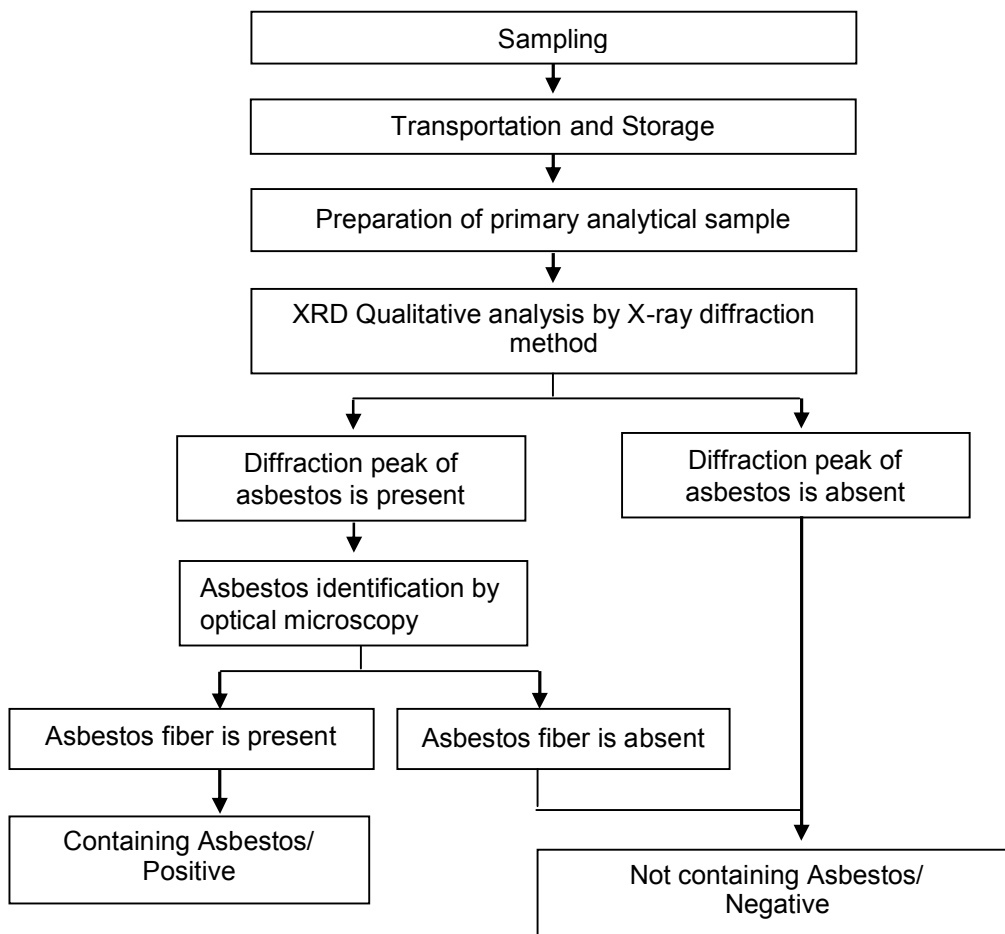 Sampling
Transportation and Storage
Preparation of primary analytical sample
XRD Qualitative analysis by X-ray diffraction
method
Diffraction peak of
asbestos is present
Diffraction peak of
asbestos is absent
Asbestos identification by
optical microscopy
Asbestos fiber is present
Asbestos fiber is absent
Containing Asbestos/
Positive
Not containing Asbestos/
Negative